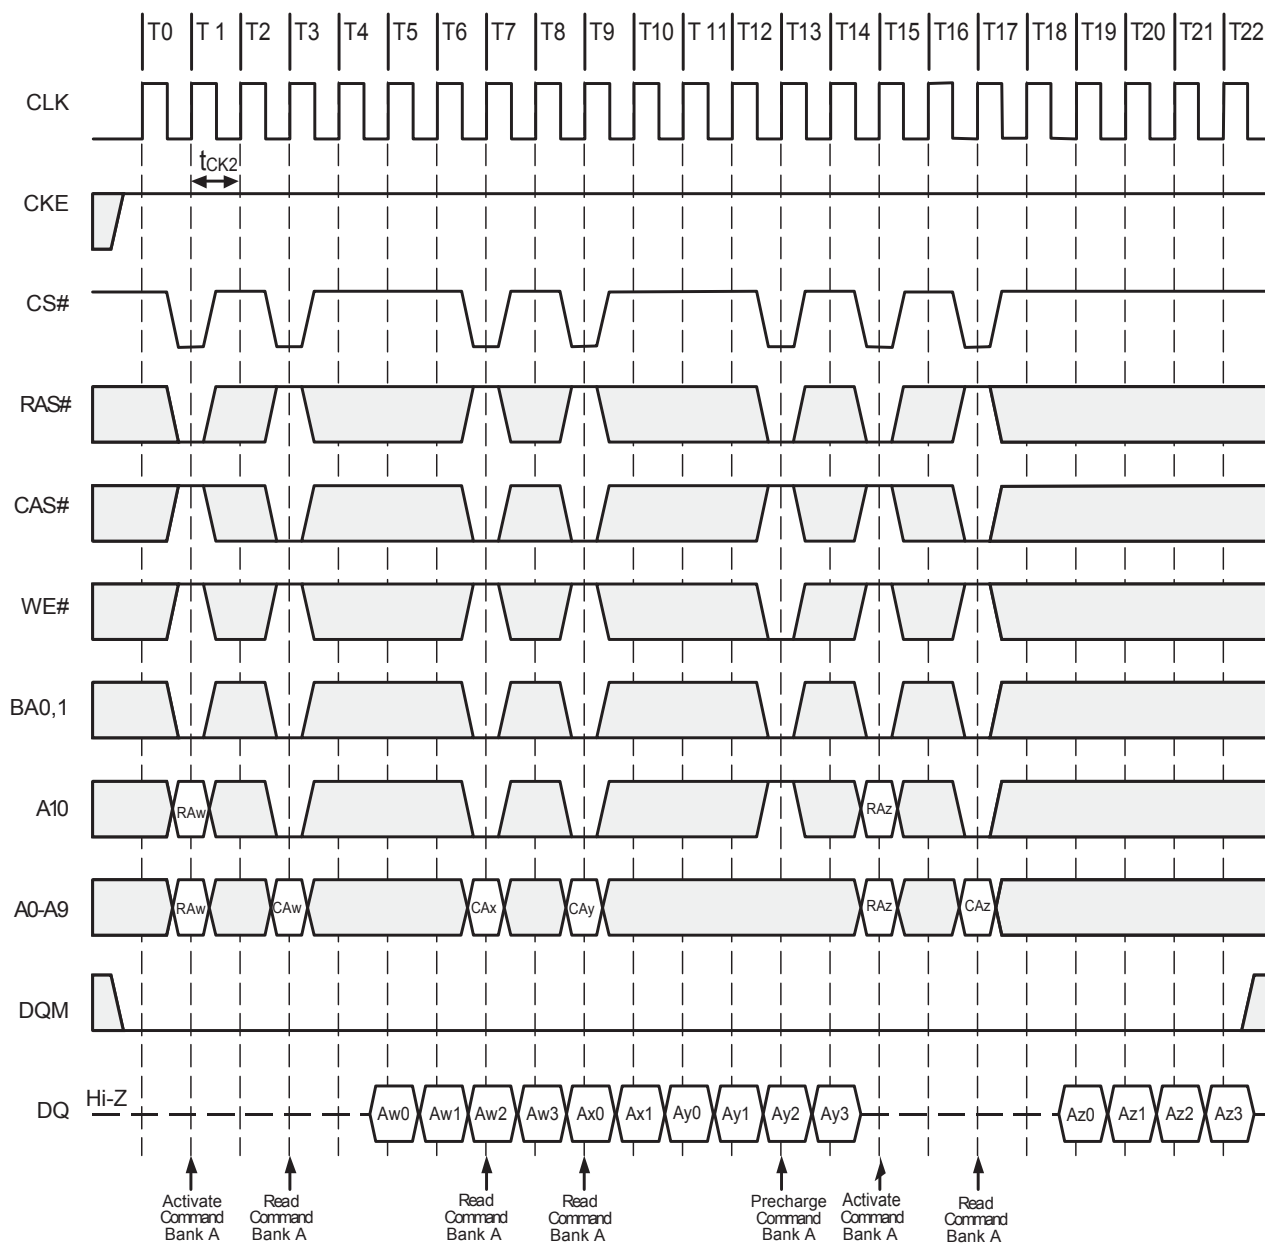 T0 T 1 T2 T3 T4 T5 T6 T7 T8 T9 T10 T 11 T12 T13 T14 T15 T16 T17 T18 T19 T20 T21 T22
CLK
tCK2
CKE
CS#
RAS#
CAS#
WE#
BA0,1
A10 RAw RAz
A0-A9 RAw CAw CAx CAy RAz CAz
DQM
DQ Hi-Z Aw0 Aw1 Aw2 Aw3 Ax0 Ax1 Ay0 Ay1 Ay2 Ay3 Az0 Az1 Az2 Az3
Activate
Command
Bank A
Read
Command
Bank A
Read
Command
Bank A
Read
Command
Bank A
Precharge
Command
Bank A
Activate
Command
Bank A
Read
Command
Bank A